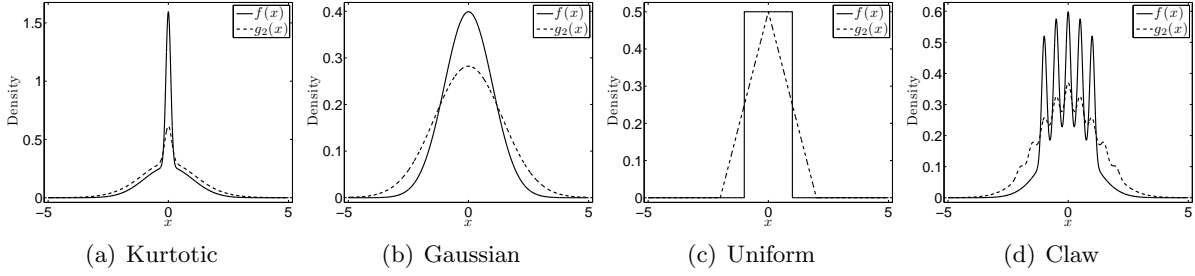 f(x)
g₂(x)
Density
1.5
1
0.5
0
−5
0
5
x
(a) Kurtotic
f(x)
g₂(x)
Density
0.4
0.3
0.2
0.1
0
−5
0
5
x
(b) Gaussian
f(x)
g₂(x)
Density
0.5
0.4
0.3
0.2
0.1
0
−5
0
5
x
(c) Uniform
f(x)
g₂(x)
Density
0.6
0.5
0.4
0.3
0.2
0.1
0
−5
0
5
x
(d) Claw